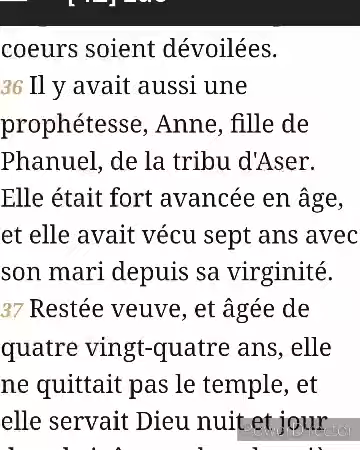 coeurs soient dévoilées.
36 Il y avait aussi une
prophétesse, Anne, fille de
Phanuel, de la tribu d'Aser.
Elle était fort avancée en âge,
et elle avait vécu sept ans avec
son mari depuis sa virginité.
37 Restée veuve, et âgée de
quatre vingt-quatre ans, elle
ne quittait pas le temple, et
elle servait Dieu nuit et jour